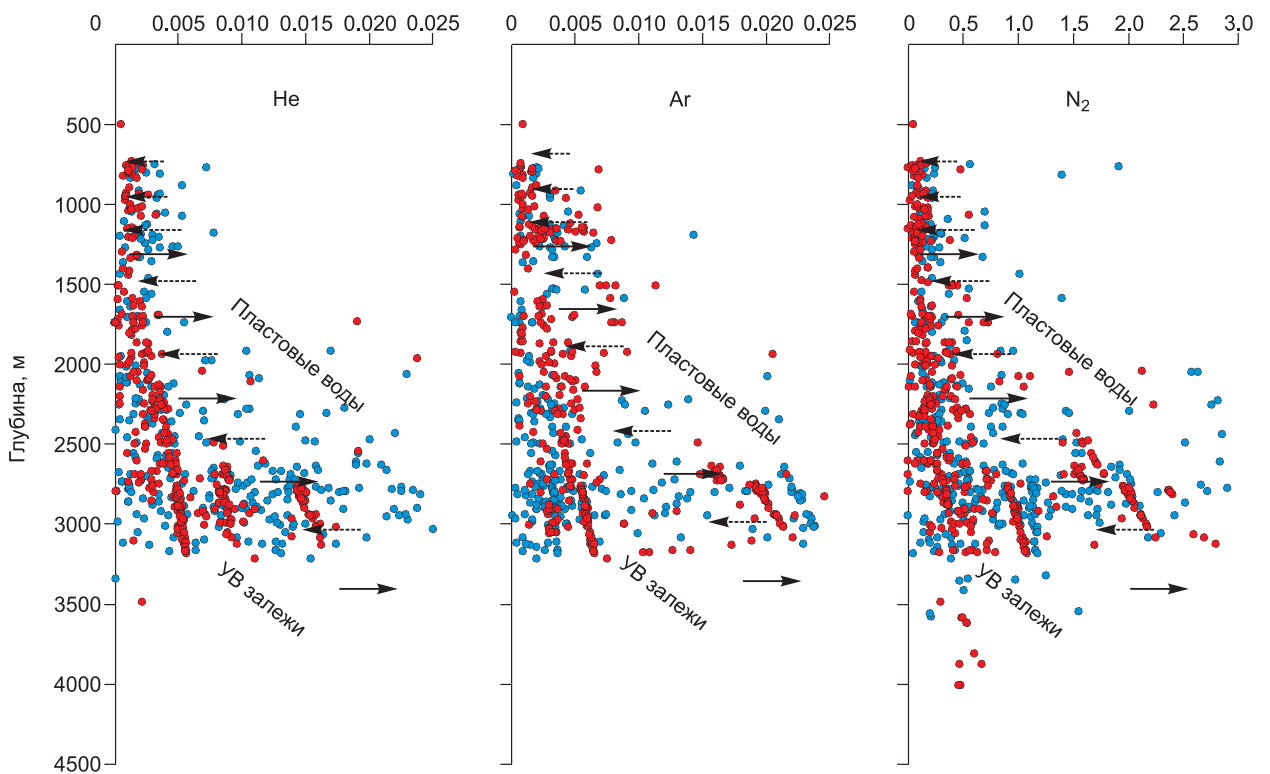 0 0.005 0.010 0.015 0.020 0.025
0 0.005 0.010 0.015 0.020 0.025
0 0.5 1.0 1.5 2.0 2.5 3.0
He
Ar
N₂
500
1000
1500
2000
2500
3000
3500
4000
4500
Глубина, м
Пластовые воды
Пластовые воды
Пластовые воды
УВ залежи
УВ залежи
УВ залежи